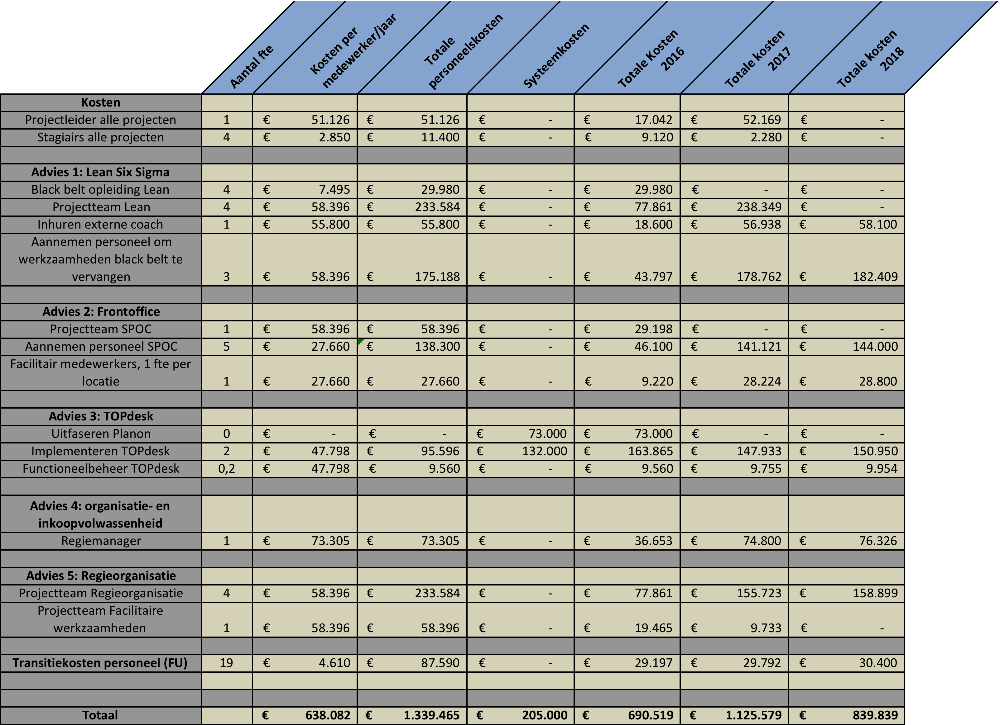 Aantal fte
Kosten per
medewerker/jaar
Totale
personeelskosten
Systeemkosten
Totale Kosten
2016
Totale kosten
2017
Totale kosten
2018
Kosten
Projectleider alle projecten 1 € 51.126 € 51.126 € - € 17.042 € 52.169 € -
Stagiairs alle projecten 4 € 2.850 € 11.400 € - € 9.120 € 2.280 € -
Advies 1: Lean Six Sigma
Black belt opleiding Lean 4 € 7.495 € 29.980 € - € 29.980 € - € -
Projectteam Lean 4 € 58.396 € 233.584 € - € 77.861 € 238.349 € -
Inhuren externe coach 1 € 55.800 € 55.800 € - € 18.600 € 56.938 € 58.100
Aannemen personeel om
werkzaamheden black belt te
vervangen 3 € 58.396 € 175.188 € - € 43.797 € 178.762 € 182.409
Advies 2: Frontoffice
Projectteam SPOC 1 € 58.396 € 58.396 € - € 29.198 € - € -
Aannemen personeel SPOC 5 € 27.660 € 138.300 € - € 46.100 € 141.121 € 144.000
Facilitair medewerkers, 1 fte per
locatie 1 € 27.660 € 27.660 € - € 9.220 € 28.224 € 28.800
Advies 3: TOPdesk
Uitfaseren Planon 0 € - € - € 73.000 € 73.000 € - € -
Implementeren TOPdesk 2 € 47.798 € 95.596 € 132.000 € 163.865 € 147.933 € 150.950
Functioneelbeheer TOPdesk 0,2 € 47.798 € 9.560 € - € 9.560 € 9.755 € 9.954
Advies 4: organisatie- en
inkoopvolwassenheid
Regiemanager 1 € 73.305 € 73.305 € - € 36.653 € 74.800 € 76.326
Advies 5: Regieorganisatie
Projectteam Regieorganisatie 4 € 58.396 € 233.584 € - € 77.861 € 155.723 € 158.899
Projectteam Facilitaire
werkzaamheden 1 € 58.396 € 58.396 € - € 19.465 € 9.733 € -
Transitiekosten personeel (FU) 19 € 4.610 € 87.590 € - € 29.197 € 29.792 € 30.400
Totaal € 638.082 € 1.339.465 € 205.000 € 690.519 € 1.125.579 € 839.839